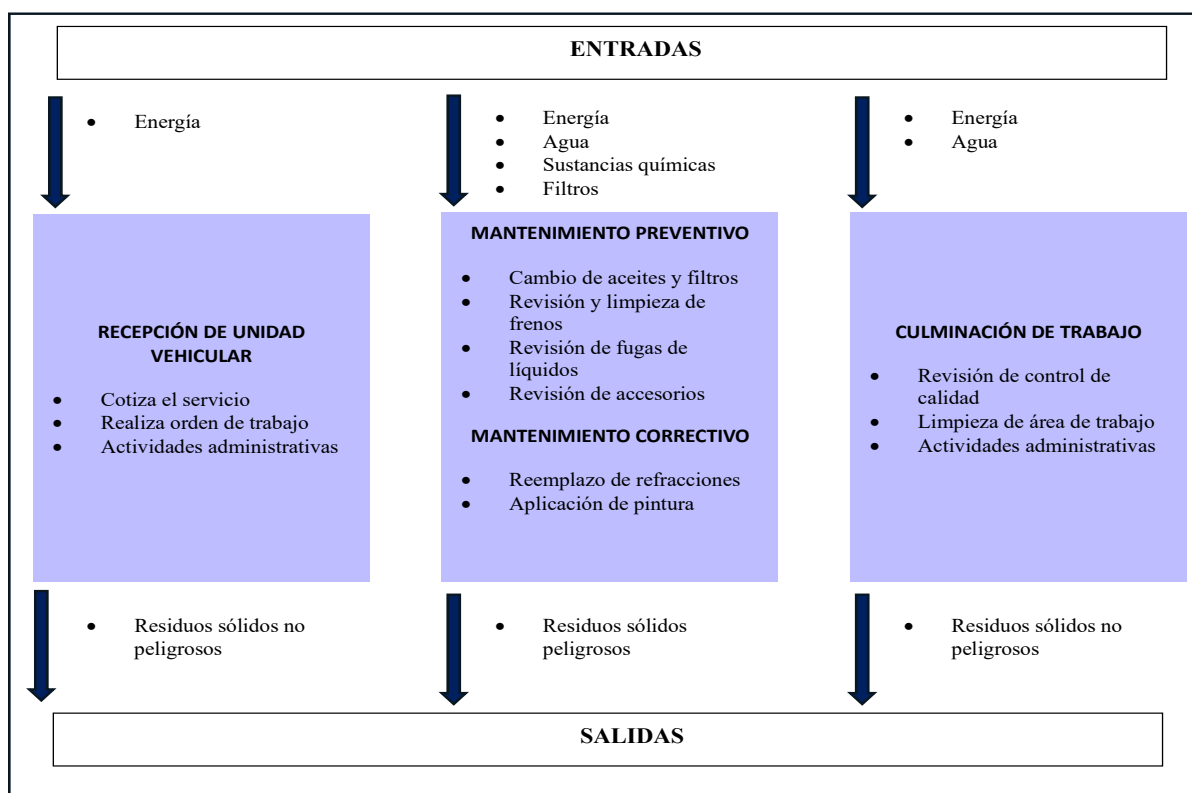 ENTRADAS
• Energía
• Energía
• Agua
• Sustancias químicas
• Filtros
• Energía
• Agua
RECEPCIÓN DE UNIDAD
VEHICULAR
• Cotiza el servicio
• Realiza orden de trabajo
• Actividades administrativas
MANTENIMIENTO PREVENTIVO
• Cambio de aceites y filtros
• Revisión y limpieza de
frenos
• Revisión de fugas de
líquidos
• Revisión de accesorios
MANTENIMIENTO CORRECTIVO
• Reemplazo de refracciones
• Aplicación de pintura
CULMINACIÓN DE TRABAJO
• Revisión de control de
calidad
• Limpieza de área de trabajo
• Actividades administrativas
• Residuos sólidos no
peligrosos
• Residuos sólidos
peligrosos
• Residuos sólidos no
peligrosos
SALIDAS